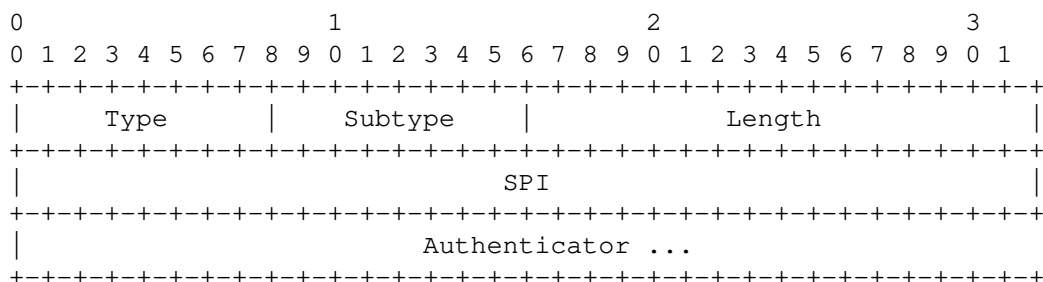 0                   1                   2                   3
0 1 2 3 4 5 6 7 8 9 0 1 2 3 4 5 6 7 8 9 0 1 2 3 4 5 6 7 8 9 0 1
+-+-+-+-+-+-+-+-+-+-+-+-+-+-+-+-+-+-+-+-+-+-+-+-+-+-+-+-+-+-+-+-+
|     Type      |    Subtype    |            Length             |
+-+-+-+-+-+-+-+-+-+-+-+-+-+-+-+-+-+-+-+-+-+-+-+-+-+-+-+-+-+-+-+-+
|                              SPI                              |
+-+-+-+-+-+-+-+-+-+-+-+-+-+-+-+-+-+-+-+-+-+-+-+-+-+-+-+-+-+-+-+-+
|                         Authenticator ...
+-+-+-+-+-+-+-+-+-+-+-+-+-+-+-+-+-+-+-+-+-+-+-+-+-+-+-+-+-+-+-+-+